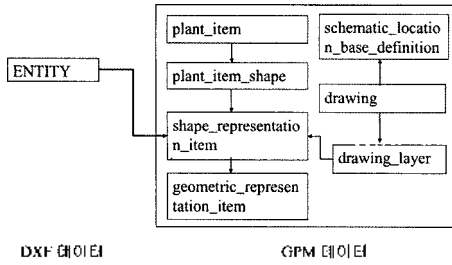 plant_item
schematic_locatio
n_base_definition
ENTITY
plant_item_shape
drawing
shape_representatio
n_item
drawing_layer
geometric_represen
tation_item
DXF 데이터
GPM 데이터